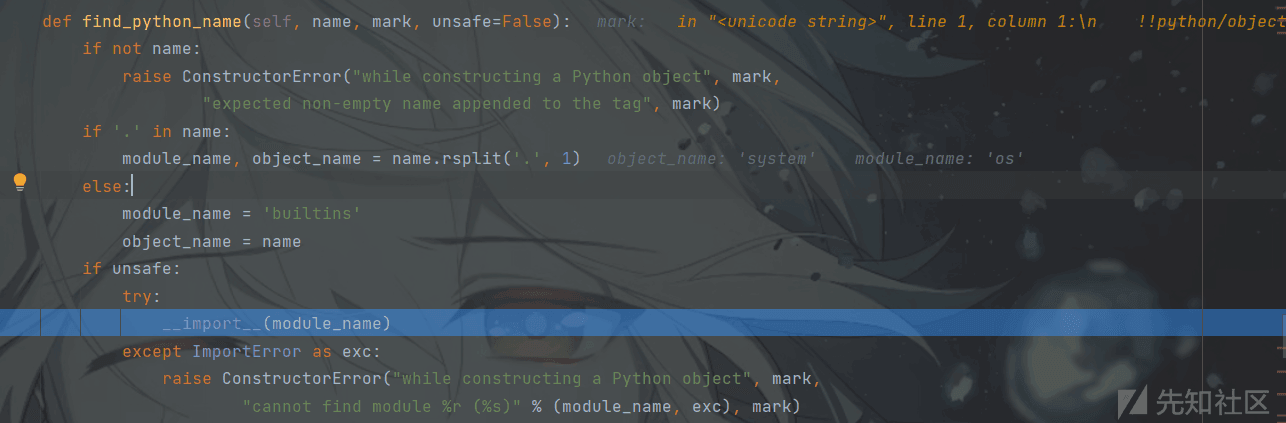 def find_python_name(self, name, mark, unsafe=False):   mark:   in "<unicode string>", line 1, column 1:\n    !!python/object
    if not name:
        raise ConstructorError("while constructing a Python object", mark,
                "expected non-empty name appended to the tag", mark)
    if '.' in name:
        module_name, object_name = name.rsplit('.', 1)   object_name: 'system'    module_name: 'os'
    else:
        module_name = 'builtins'
        object_name = name
    if unsafe:
        try:
            __import__(module_name)
        except ImportError as exc:
            raise ConstructorError("while constructing a Python object", mark,
                    "cannot find module %r (%s)" % (module_name, exc), mark)
先知社区